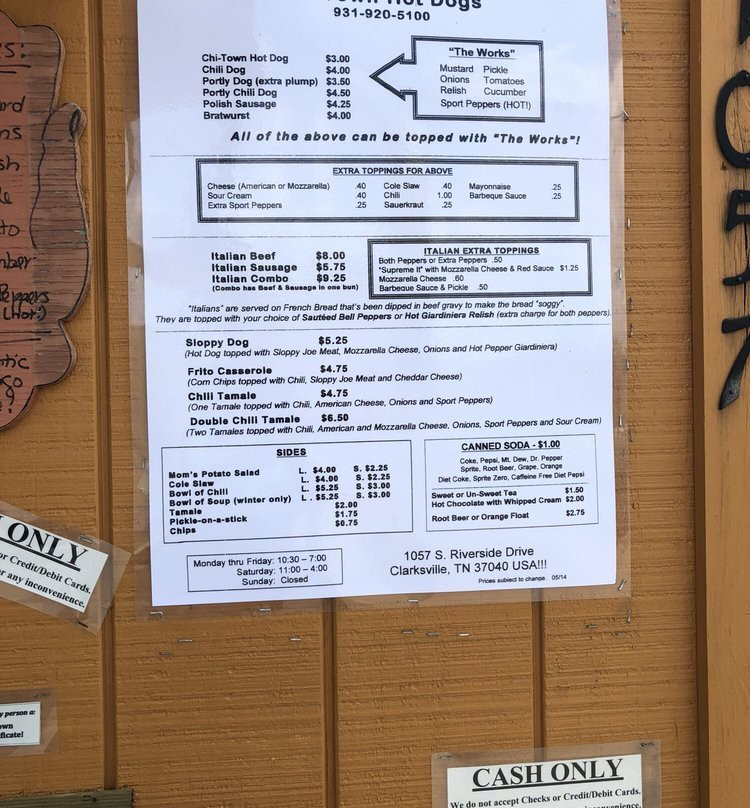 Hot Dogs
931-920-5100
Chi-Town Hot Dog $3.00
Chili Dog $4.00
Portly Dog (extra plump) $3.50
Portly Chili Dog $4.50
Polish Sausage $4.25
Bratwurst $4.00
"The Works"
Mustard Pickle
Onions Tomatoes
Relish Cucumber
Sport Peppers (HOT!)
All of the above can be topped with "The Works"!
EXTRA TOPPINGS FOR ABOVE
Cheese (American or Mozzarella) .40 Cole Slaw .40 Mayonnaise .25
Sour Cream .40 Chili 1.00 Barbeque Sauce .25
Extra Sport Peppers .25 Sauerkraut .25
Italian Beef $8.00
Italian Sausage $5.75
Italian Combo $9.25
(Combo has Beef & Sausage in one bun)
ITALIAN EXTRA TOPPINGS
Both Peppers or Extra Peppers .50
"Supreme It" with Mozzarella Cheese & Red Sauce $1.25
Mozzarella Cheese .60
Barbeque Sauce & Pickle .50
"Italians" are served on French Bread that's been dipped in beef gravy to make the bread "soggy".
They are topped with your choice of Sautéed Bell Peppers or Hot Giardiniera Relish (extra charge for both peppers).
Sloppy Dog $5.25
(Hot Dog topped with Sloppy Joe Meat, Mozzarella Cheese, Onions and Hot Pepper Giardiniera)
Frito Casserole $4.75
(Corn Chips topped with Chili, Sloppy Joe Meat and Cheddar Cheese)
Chili Tamale $4.75
(One Tamale topped with Chili, American Cheese, Onions and Sport Peppers)
Double Chili Tamale $6.50
(Two Tamales topped with Chili, American and Mozzarella Cheese, Onions, Sport Peppers and Sour Cream)
SIDES
Mom's Potato Salad L. $4.00 S. $2.25
Cole Slaw L. $4.00 S. $2.25
Bowl of Chili L. $5.25 S. $3.00
Bowl of Soup (winter only) L. $5.25 S. $3.00
Tamale $2.00
Pickle-on-a-stick $1.75
Chips $0.75
CANNED SODA - $1.00
Coke, Pepsi, Mt. Dew, Dr. Pepper
Sprite, Root Beer, Grape, Orange
Diet Coke, Sprite Zero, Caffeine Free Diet Pepsi
Sweet or Un-Sweet Tea $1.50
Hot Chocolate with Whipped Cream $2.00
Root Beer or Orange Float $2.75
Monday thru Friday: 10:30 - 7:00
Saturday: 11:00 - 4:00
Sunday: Closed
1057 S. Riverside Drive
Clarksville, TN 37040 USA!!!
Prices subject to change. 05/14
ONLY
or Credit/Debit Cards.
r any inconvenience.
CASH ONLY
We do not accept Checks or Credit/Debit Cards.